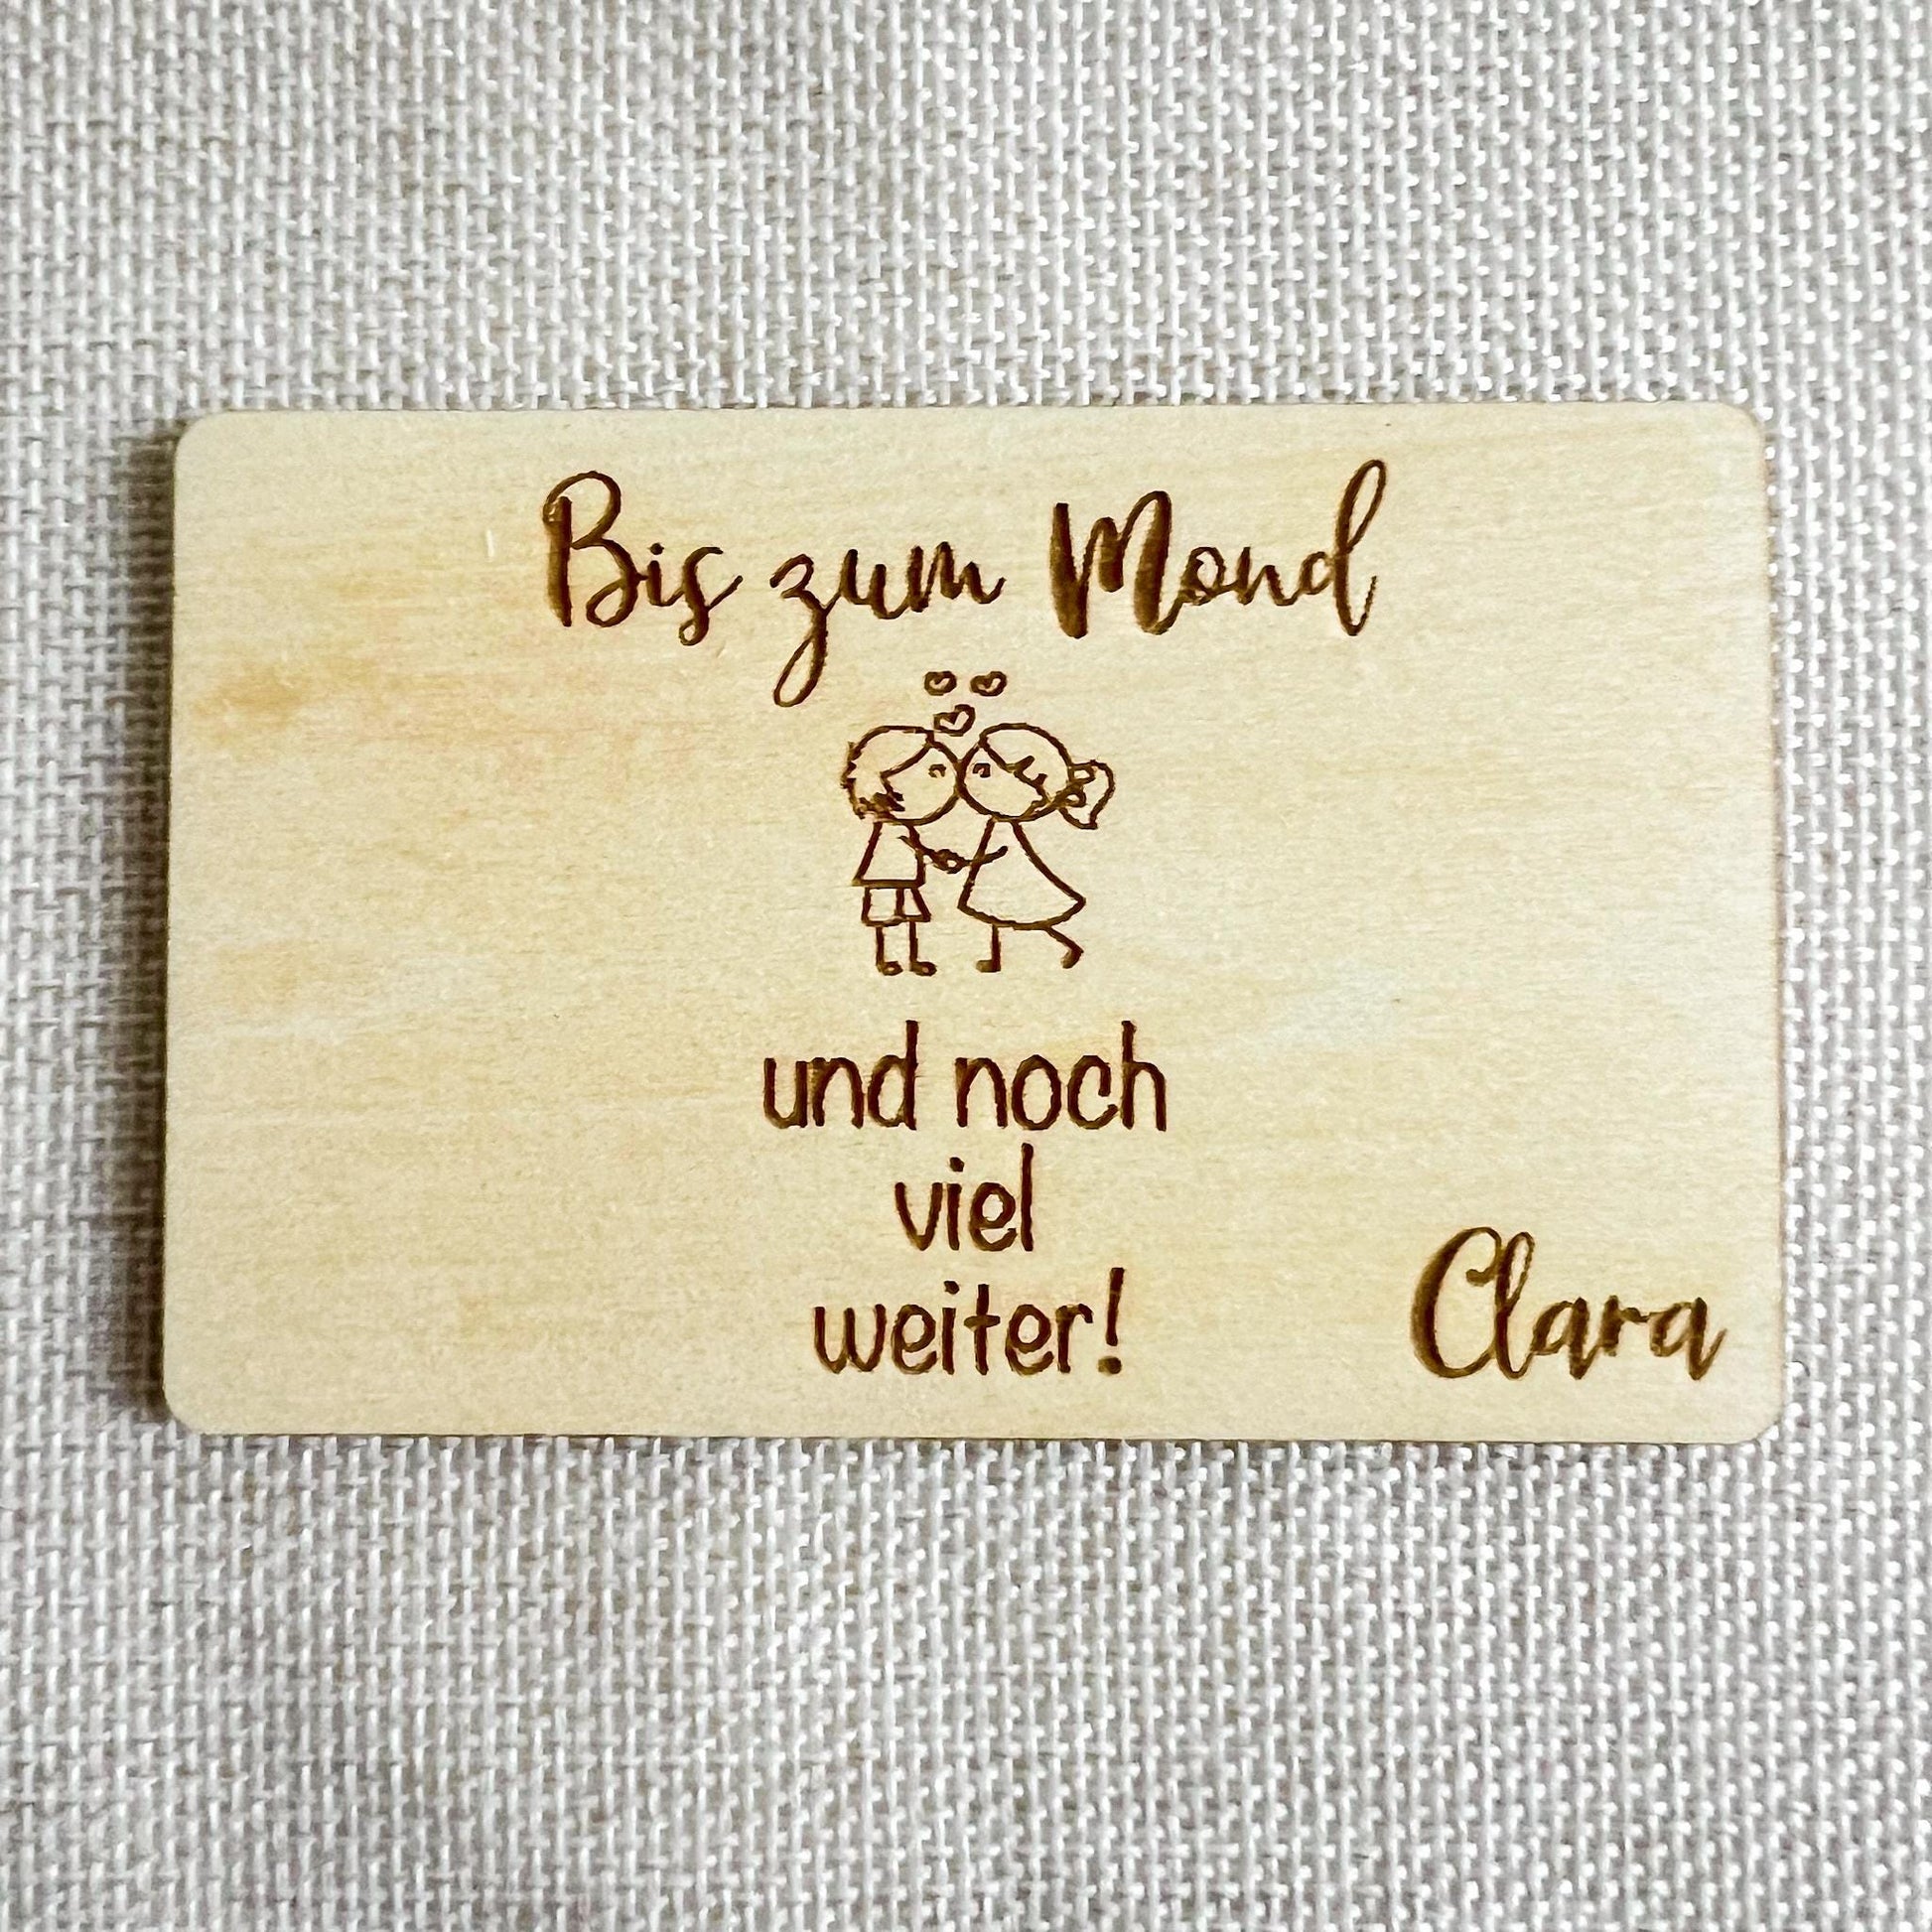 Bis zum Mond
und noch
viel
weiter!
Clara